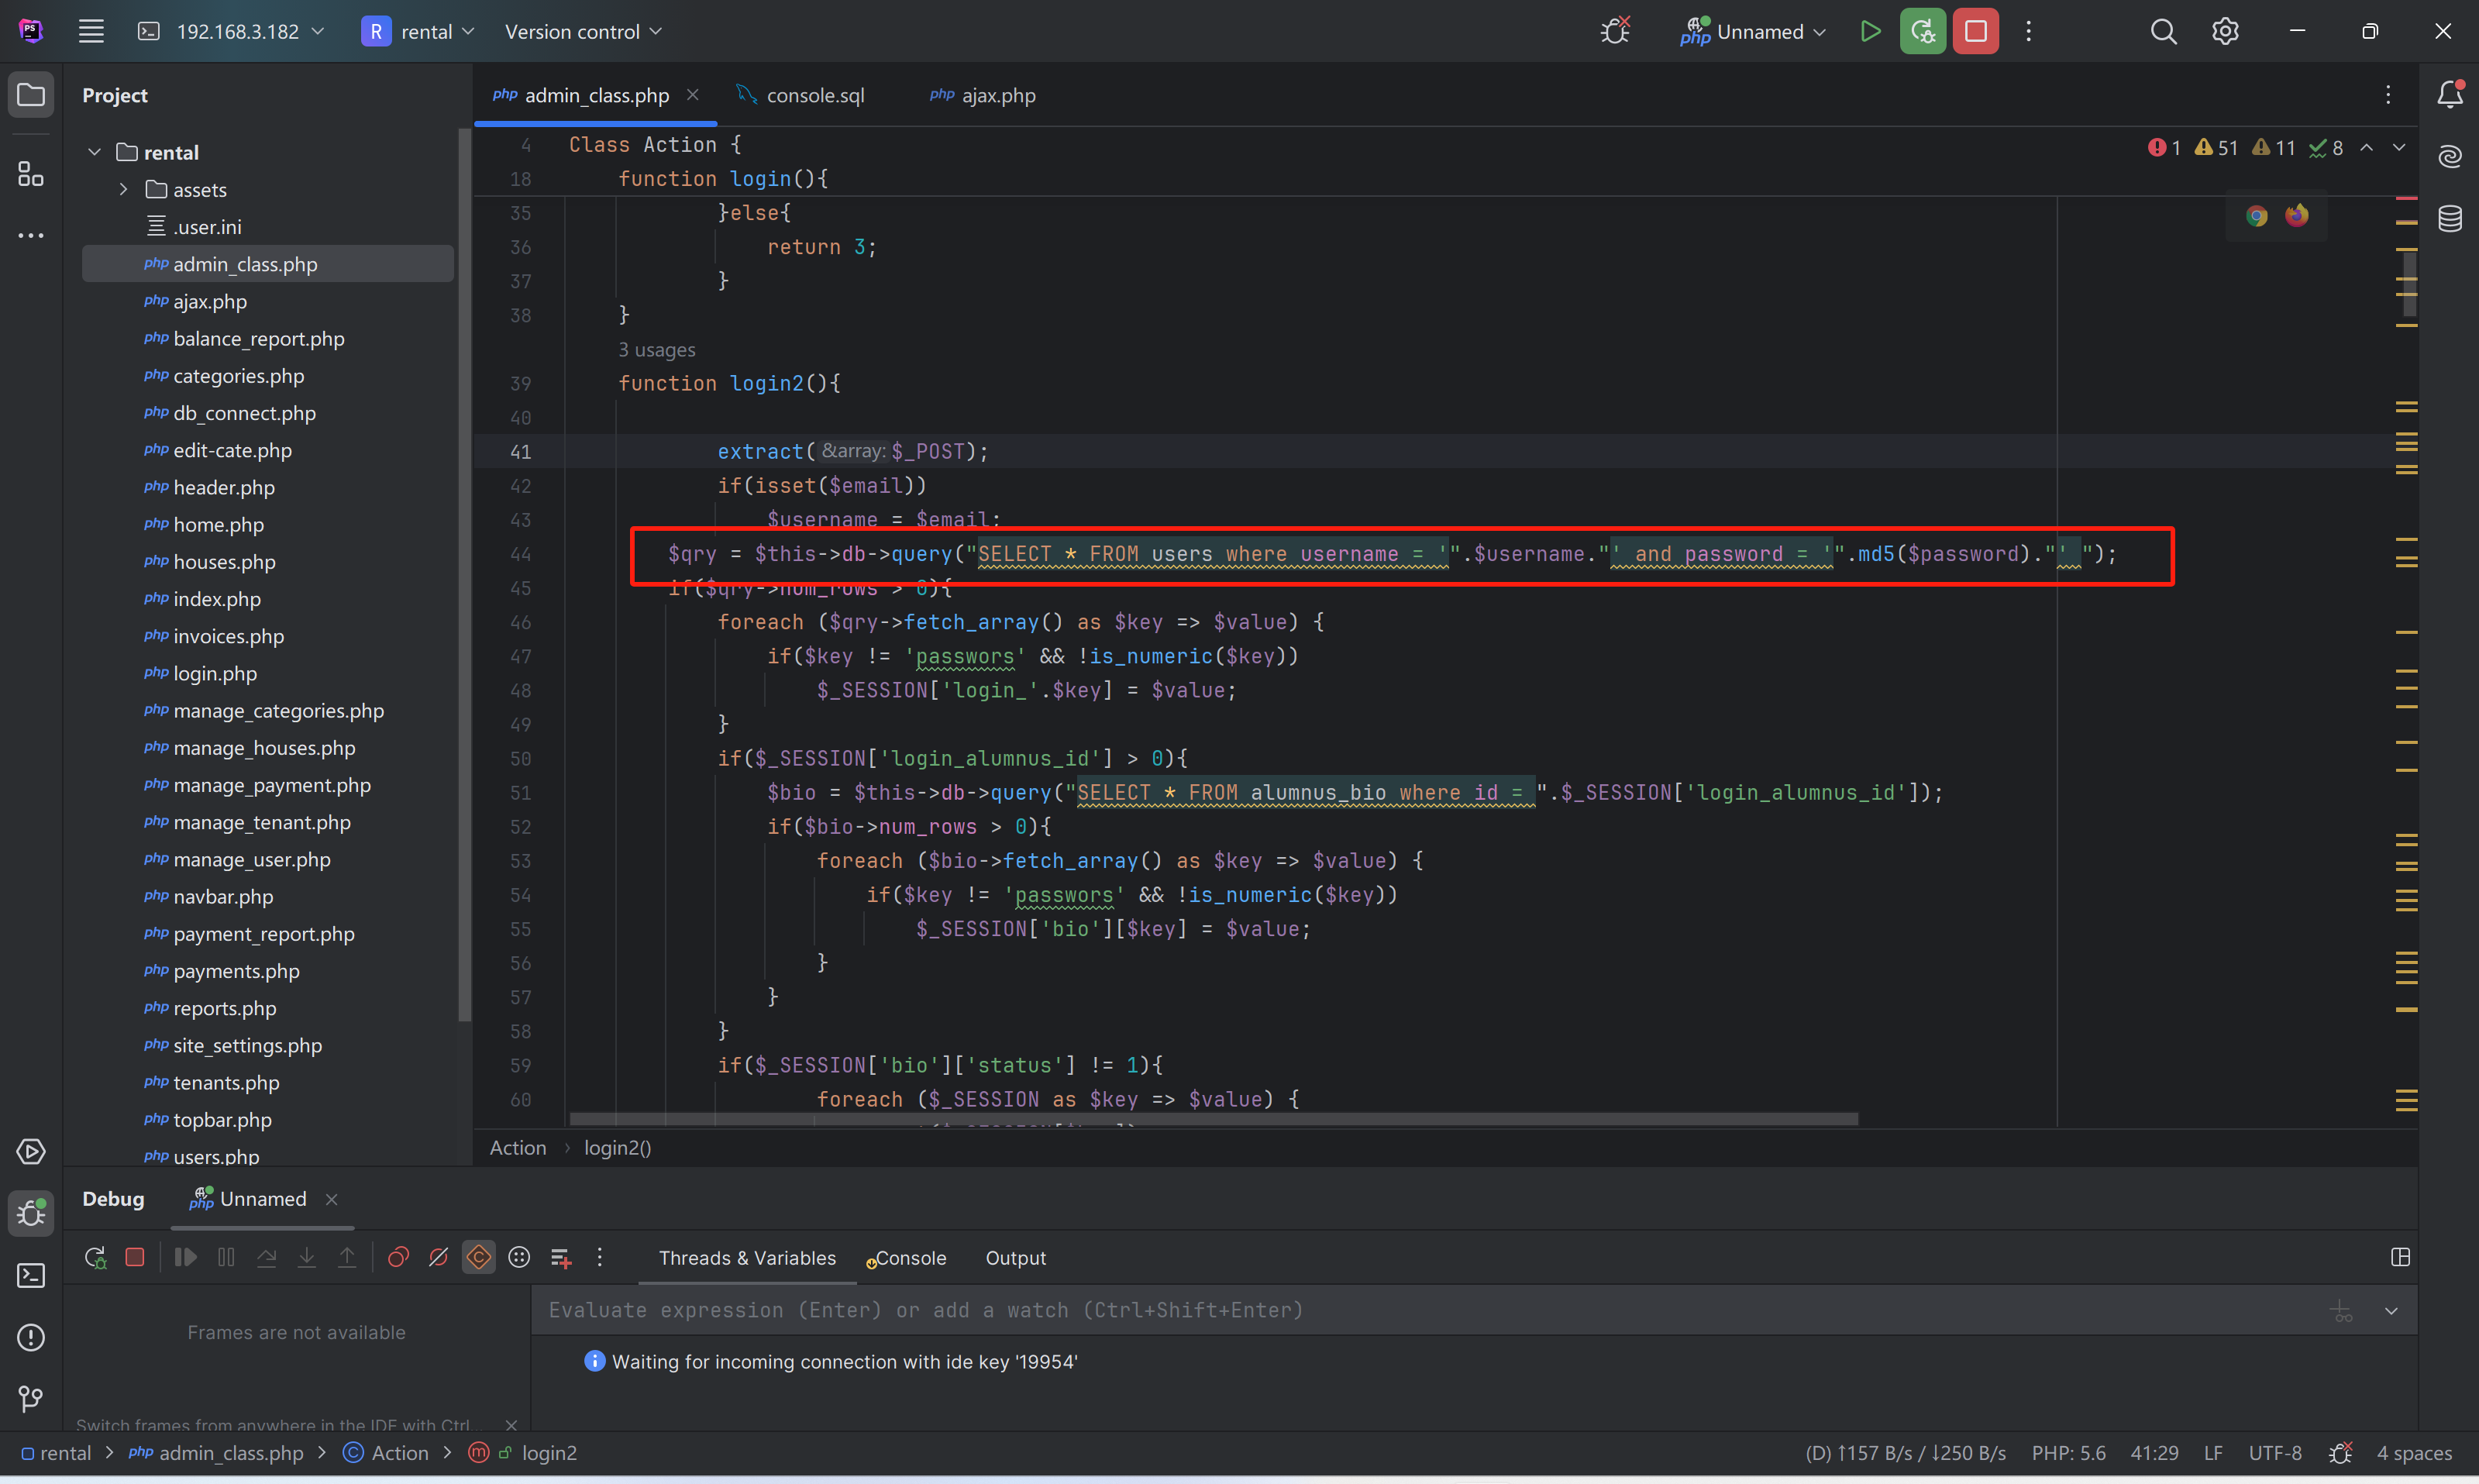 PS 192.168.3.182 R rental Version control php Unnamed
Project
rental
assets
.user.ini
php admin_class.php
php ajax.php
php balance_report.php
php categories.php
php db_connect.php
php edit-cate.php
php header.php
php home.php
php houses.php
php index.php
php invoices.php
php login.php
php manage_categories.php
php manage_houses.php
php manage_payment.php
php manage_tenant.php
php manage_user.php
php navbar.php
php payment_report.php
php payments.php
php reports.php
php site_settings.php
php tenants.php
php topbar.php
php users.php
php admin_class.php console.sql php ajax.php
1 51 11 8
4 Class Action {
18 function login(){
35 }else{
36 return 3;
37 }
38 }
3 usages
39 function login2(){
40
41 extract( &array: $_POST);
42 if(isset($email))
43 $username = $email;
44 $qry = $this->db->query("SELECT * FROM users where username = '".$username."' and password = '".md5($password)."' ");
45 if($qry->num_rows > 0){
46 foreach ($qry->fetch_array() as $key => $value) {
47 if($key != 'passwors' && !is_numeric($key))
48 $_SESSION['login_'.$key] = $value;
49 }
50 if($_SESSION['login_alumnus_id'] > 0){
51 $bio = $this->db->query("SELECT * FROM alumnus_bio where id = ".$_SESSION['login_alumnus_id']);
52 if($bio->num_rows > 0){
53 foreach ($bio->fetch_array() as $key => $value) {
54 if($key != 'passwors' && !is_numeric($key))
55 $_SESSION['bio'][$key] = $value;
56 }
57 }
58 }
59 if($_SESSION['bio']['status'] != 1){
60 foreach ($_SESSION as $key => $value) {
Action › login2()
Debug php Unnamed
Threads & Variables Console Output
Frames are not available
Evaluate expression (Enter) or add a watch (Ctrl+Shift+Enter)
Waiting for incoming connection with ide key '19954'
Switch frames from anywhere in the IDE with Ctrl...
rental > php admin_class.php > C Action > m login2
(D) ↑157 B/s / ↓250 B/s PHP: 5.6 41:29 LF UTF-8 4 spaces